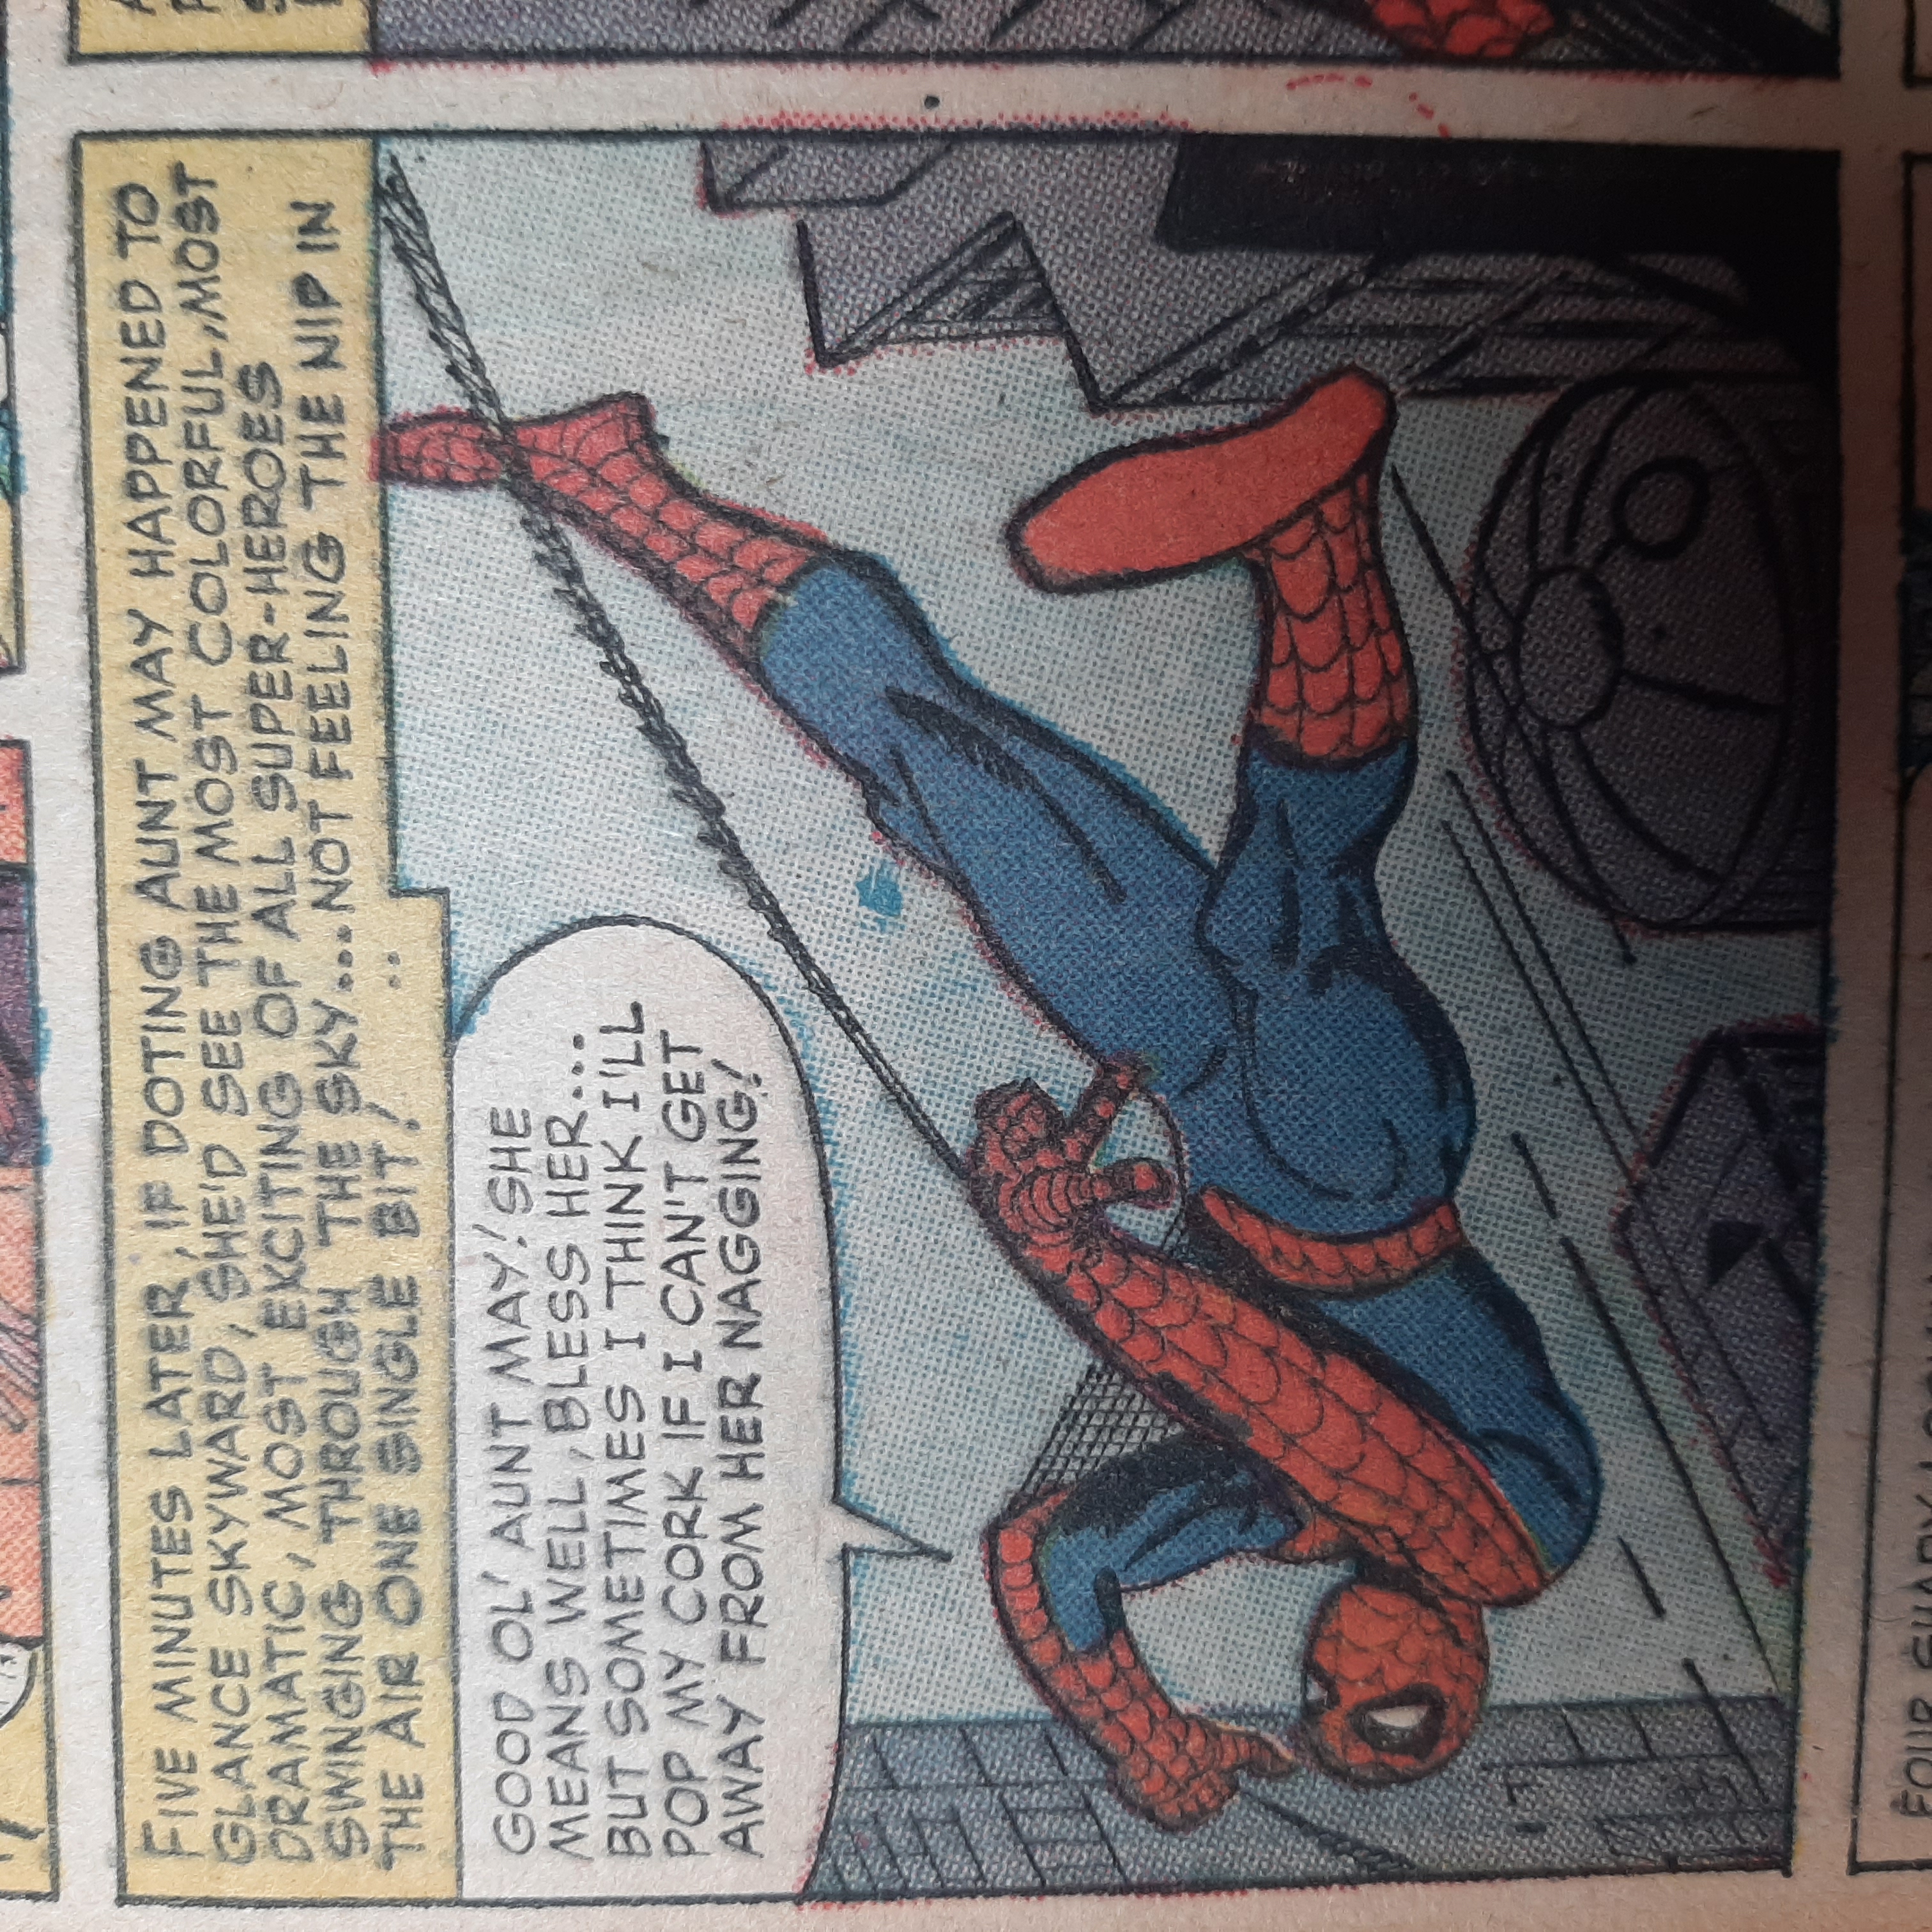 FIVE MINUTES LATER, IF DOTING AUNT MAY HAPPENED TO
GLANCE SKYWARD, SHE'D SEE THE MOST COLORFUL, MOST
DRAMATIC, MOST EXCITING OF ALL SUPER-HEROES
SWINGING THROUGH THE SKY...NOT FEELING THE NIP IN
THE AIR ONE SINGLE BIT!
GOOD OL' AUNT MAY! SHE
MEANS WELL, BLESS HER...
BUT SOMETIMES I THINK I'LL
POP MY CORK IF I CAN'T GET
AWAY FROM HER NAGGING!
FOUR SHADY